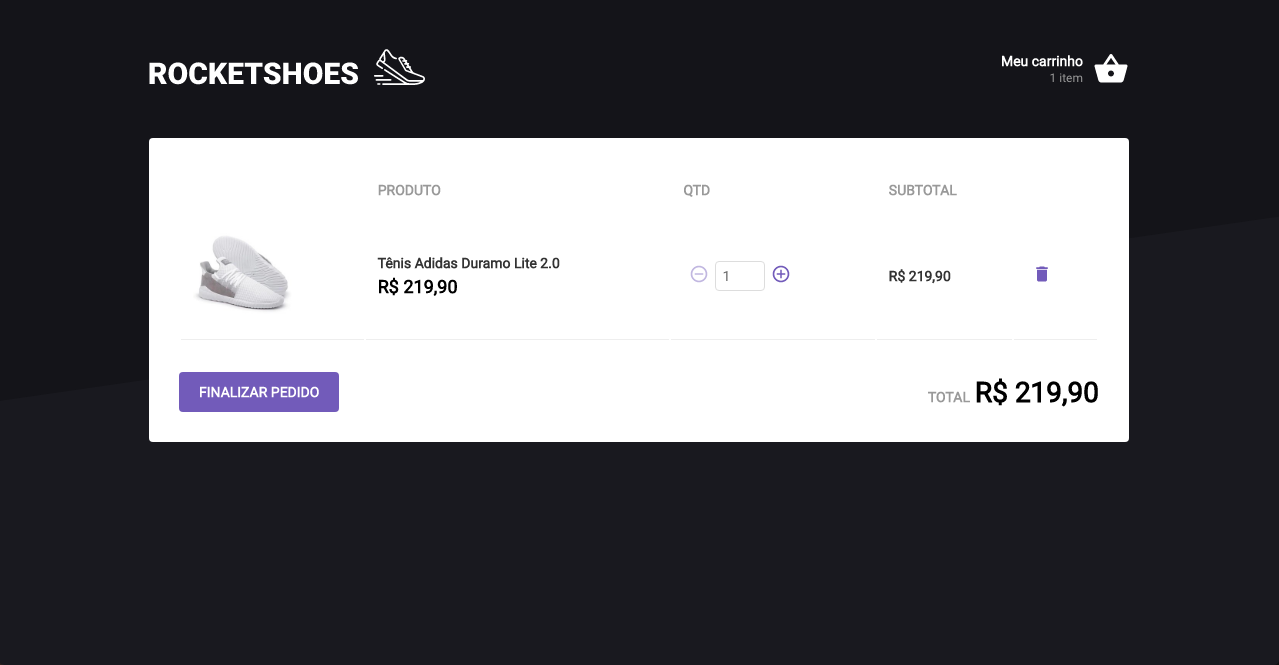 ROCKETSHOES
Meu carrinho
1 item
PRODUTO QTD SUBTOTAL
Tênis Adidas Duramo Lite 2.0
R$ 219,90
1
R$ 219,90
FINALIZAR PEDIDO
TOTAL R$ 219,90